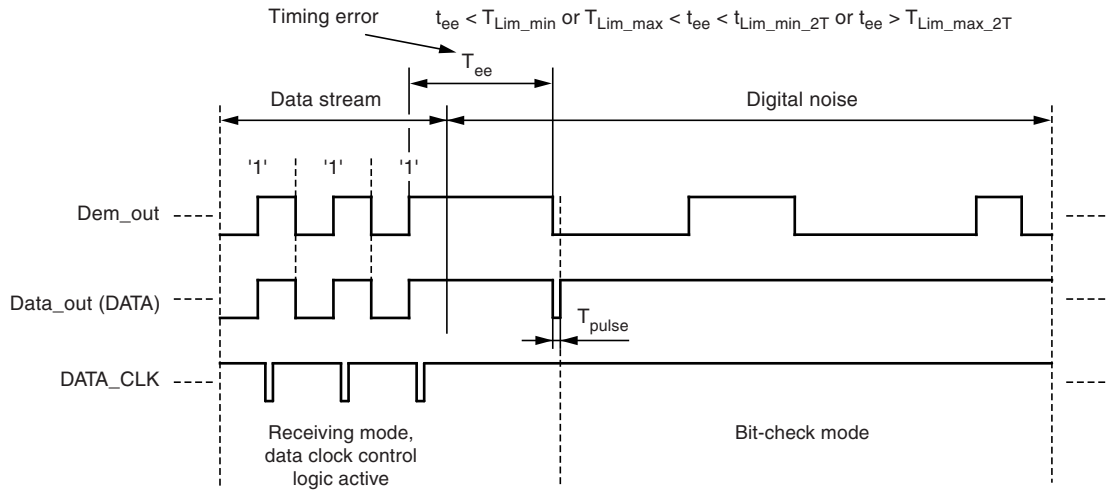 Timing error
t_ee < T_Lim_min or T_Lim_max < t_ee < t_Lim_min_2T or t_ee > T_Lim_max_2T
T_ee
Data stream
Digital noise
'1' '1' '1'
Dem_out
Data_out (DATA)
T_pulse
DATA_CLK
Receiving mode,
data clock control
logic active
Bit-check mode